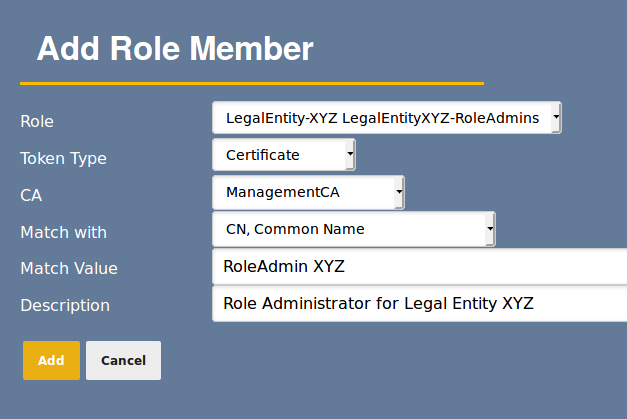 Add Role Member
Role LegalEntity-XYZ LegalEntityXYZ-RoleAdmins
Token Type Certificate
CA ManagementCA
Match with CN, Common Name
Match Value RoleAdmin XYZ
Description Role Administrator for Legal Entity XYZ
Add Cancel